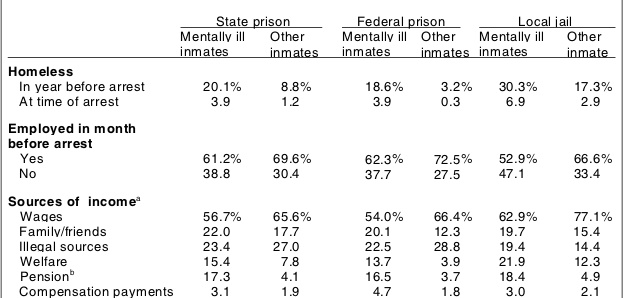 State prison Federal prison Local jail
Mentally ill Other Mentally ill Other Mentally ill Other
inmates inmates inmates inmates inmates inmate
Homeless
In year before arrest 20.1% 8.8% 18.6% 3.2% 30.3% 17.3%
At time of arrest 3.9 1.2 3.9 0.3 6.9 2.9
Employed in month
before arrest
Yes 61.2% 69.6% 62.3% 72.5% 52.9% 66.6%
No 38.8 30.4 37.7 27.5 47.1 33.4
Sources of incomeᵃ
Wages 56.7% 65.6% 54.0% 66.4% 62.9% 77.1%
Family/friends 22.0 17.7 20.1 12.3 19.7 15.4
Illegal sources 23.4 27.0 22.5 28.8 19.4 14.4
Welfare 15.4 7.8 13.7 3.9 21.9 12.3
Pensionᵇ 17.3 4.1 16.5 3.7 18.4 4.9
Compensation payments 3.1 1.9 4.7 1.8 3.0 2.1